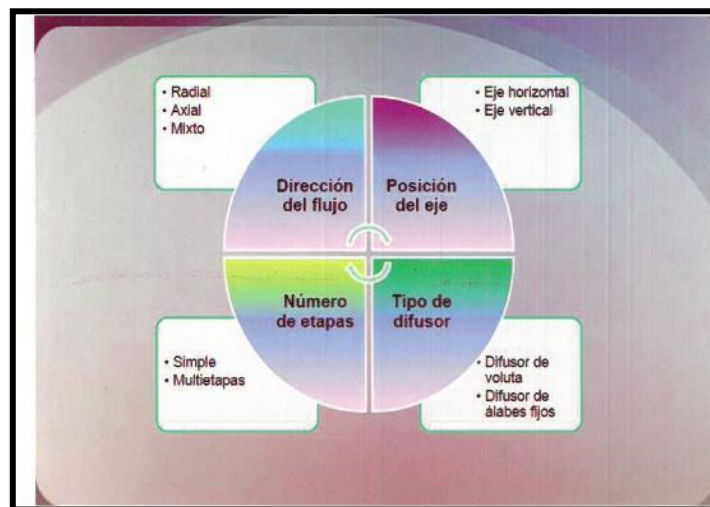 • Radial
• Axial
• Mixto
• Eje horizontal
• Eje vertical
Dirección
del flujo
Posición
del eje
Número
de etapas
Tipo de
difusor
• Simple
• Multietapas
• Difusor de
voluta
• Difusor de
álabes fijos